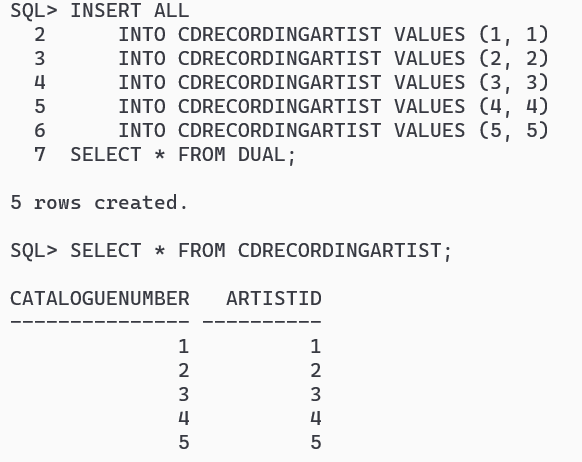 SQL> INSERT ALL
  2      INTO CDRECORDINGARTIST VALUES (1, 1)
  3      INTO CDRECORDINGARTIST VALUES (2, 2)
  4      INTO CDRECORDINGARTIST VALUES (3, 3)
  5      INTO CDRECORDINGARTIST VALUES (4, 4)
  6      INTO CDRECORDINGARTIST VALUES (5, 5)
  7  SELECT * FROM DUAL;
5 rows created.
SQL> SELECT * FROM CDRECORDINGARTIST;
CATALOGUENUMBER   ARTISTID
--------------- ----------
              1          1
              2          2
              3          3
              4          4
              5          5